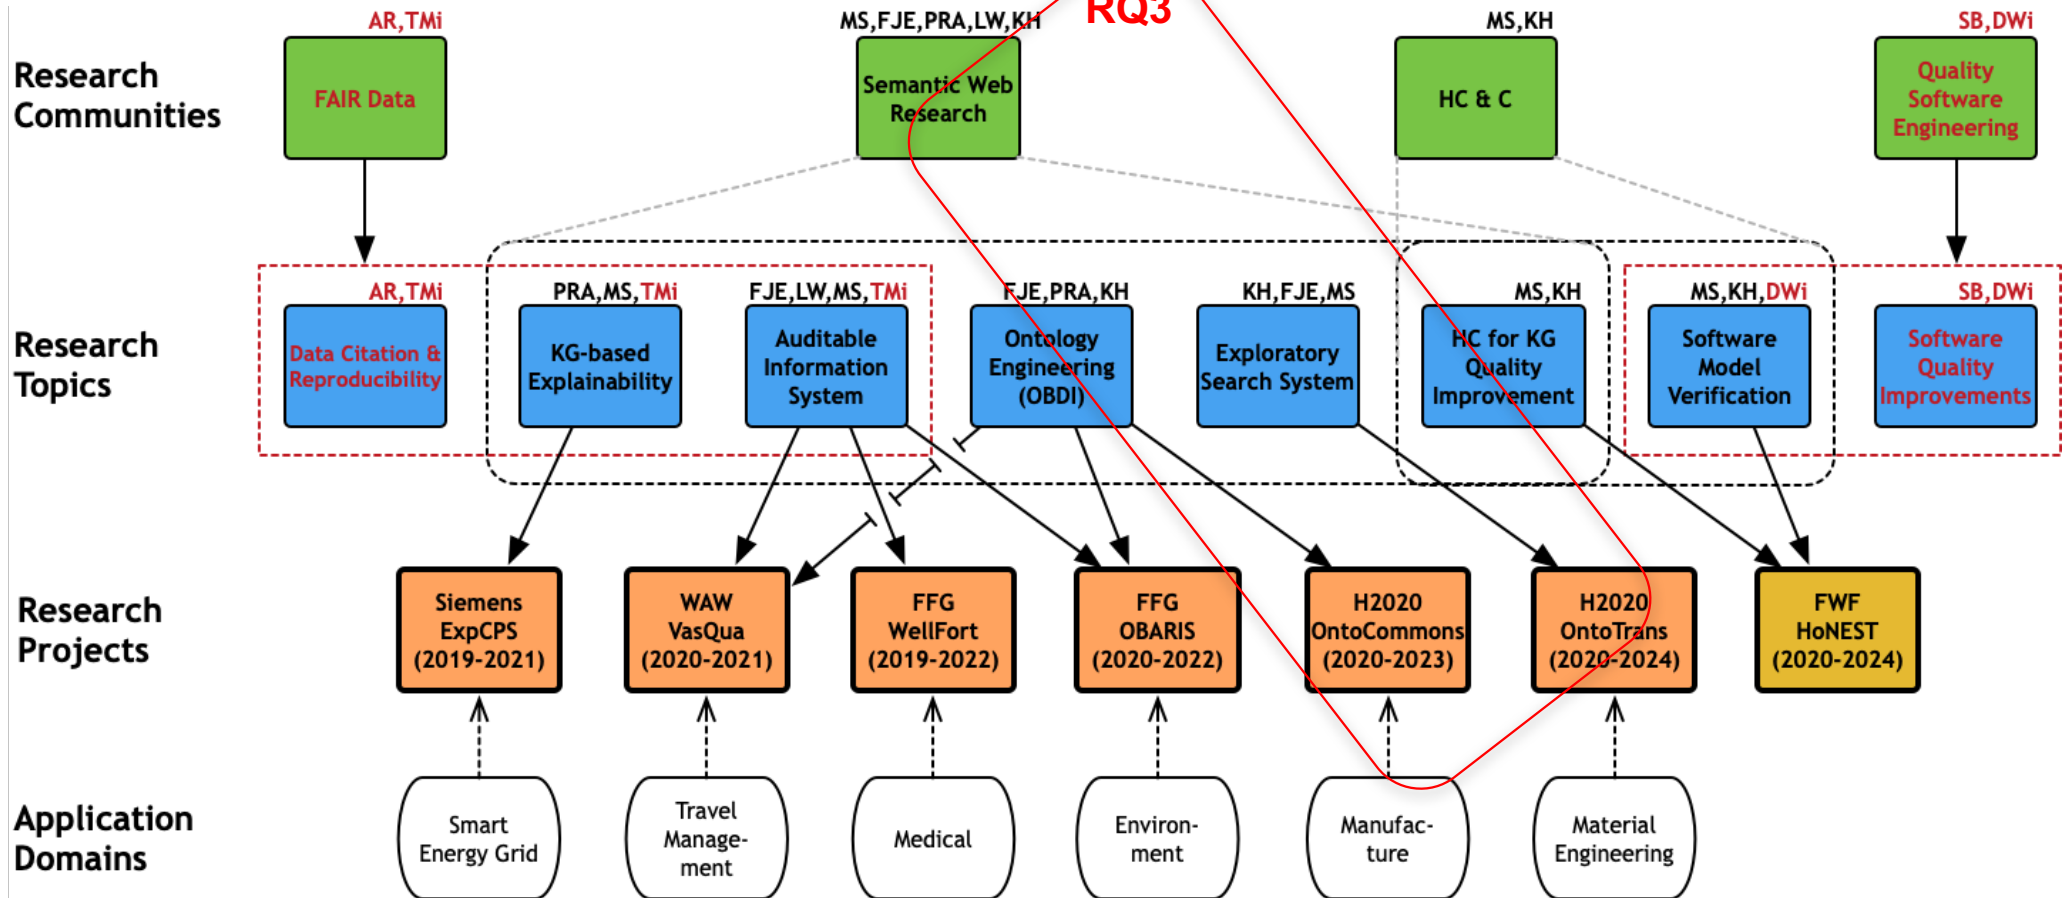 RQ3
AR,TMi
MS,FJE,PRA,LW,KH
MS,KH
SB,DWi
Research
Communities
FAIR Data
Semantic Web
Research
HC & C
Quality
Software
Engineering
AR,TMi
PRA,MS,TMi
FJE,LW,MS,TMi
FJE,PRA,KH
KH,FJE,MS
MS,KH
MS,KH,DWi
SB,DWi
Research
Topics
Data Citation &
Reproducibility
KG-based
Explainability
Auditable
Information
System
Ontology
Engineering
(OBDI)
Exploratory
Search System
HC for KG
Quality
Improvement
Software
Model
Verification
Software
Quality
Improvements
Research
Projects
Siemens
ExpCPS
(2019-2021)
WAW
VasQua
(2020-2021)
FFG
WellFort
(2019-2022)
FFG
OBARIS
(2020-2022)
H2020
OntoCommons
(2020-2023)
H2020
OntoTrans
(2020-2024)
FWF
HoNEST
(2020-2024)
Application
Domains
Smart
Energy Grid
Travel
Manage-
ment
Medical
Environ-
ment
Manufac-
ture
Material
Engineering